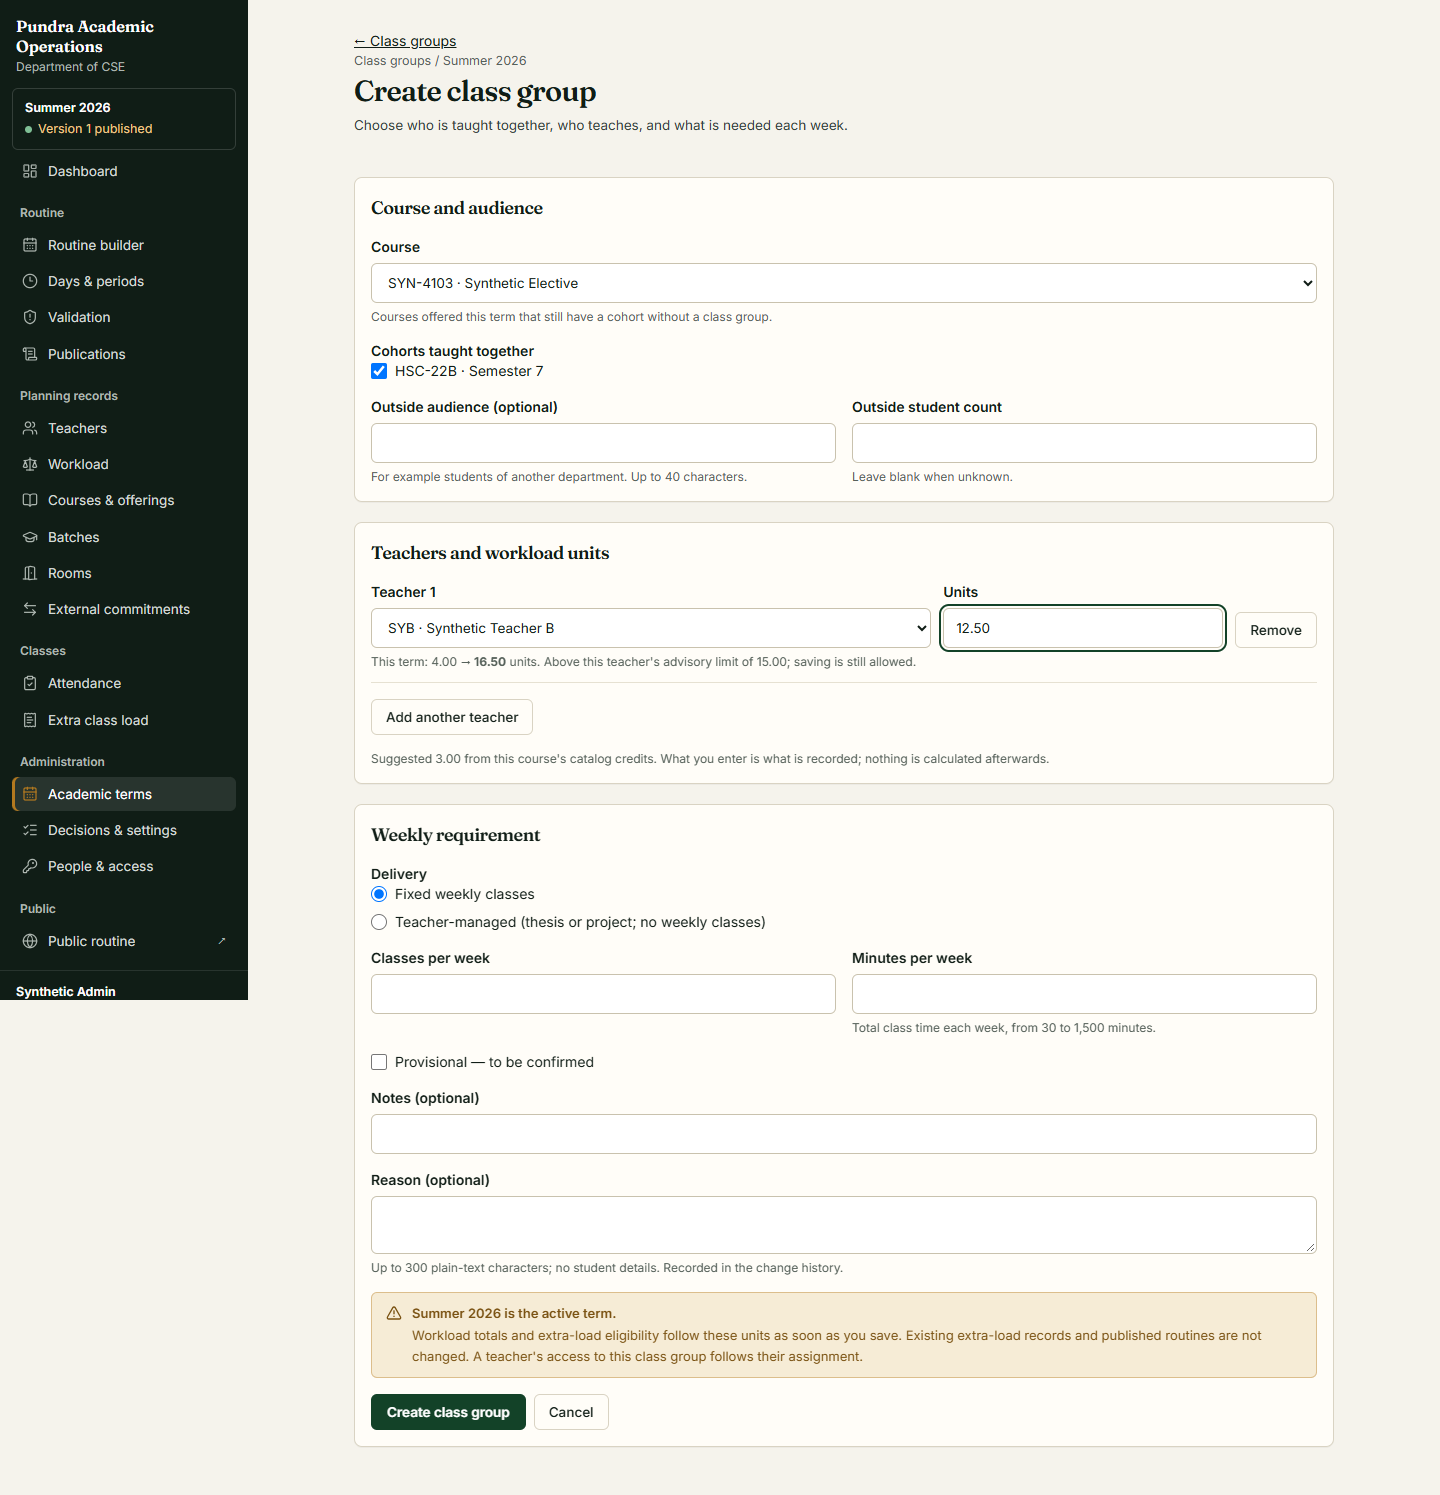 Pundra Academic
Operations
Department of CSE
Summer 2026
Version 1 published
Dashboard
Routine
Routine builder
Days & periods
Validation
Publications
Planning records
Teachers
Workload
Courses & offerings
Batches
Rooms
External commitments
Classes
Attendance
Extra class load
Administration
Academic terms
Decisions & settings
People & access
Public
Public routine ↗
Synthetic Admin
← Class groups
Class groups / Summer 2026
Create class group
Choose who is taught together, who teaches, and what is needed each week.
Course and audience
Course
SYN-4103 · Synthetic Elective
Courses offered this term that still have a cohort without a class group.
Cohorts taught together
HSC-22B · Semester 7
Outside audience (optional)
Outside student count
For example students of another department. Up to 40 characters.
Leave blank when unknown.
Teachers and workload units
Teacher 1
Units
SYB · Synthetic Teacher B
12.50
Remove
This term: 4.00 → 16.50 units. Above this teacher's advisory limit of 15.00; saving is still allowed.
Add another teacher
Suggested 3.00 from this course's catalog credits. What you enter is what is recorded; nothing is calculated afterwards.
Weekly requirement
Delivery
Fixed weekly classes
Teacher-managed (thesis or project; no weekly classes)
Classes per week
Minutes per week
Total class time each week, from 30 to 1,500 minutes.
Provisional — to be confirmed
Notes (optional)
Reason (optional)
Up to 300 plain-text characters; no student details. Recorded in the change history.
Summer 2026 is the active term.
Workload totals and extra-load eligibility follow these units as soon as you save. Existing extra-load records and published routines are not
changed. A teacher's access to this class group follows their assignment.
Create class group
Cancel